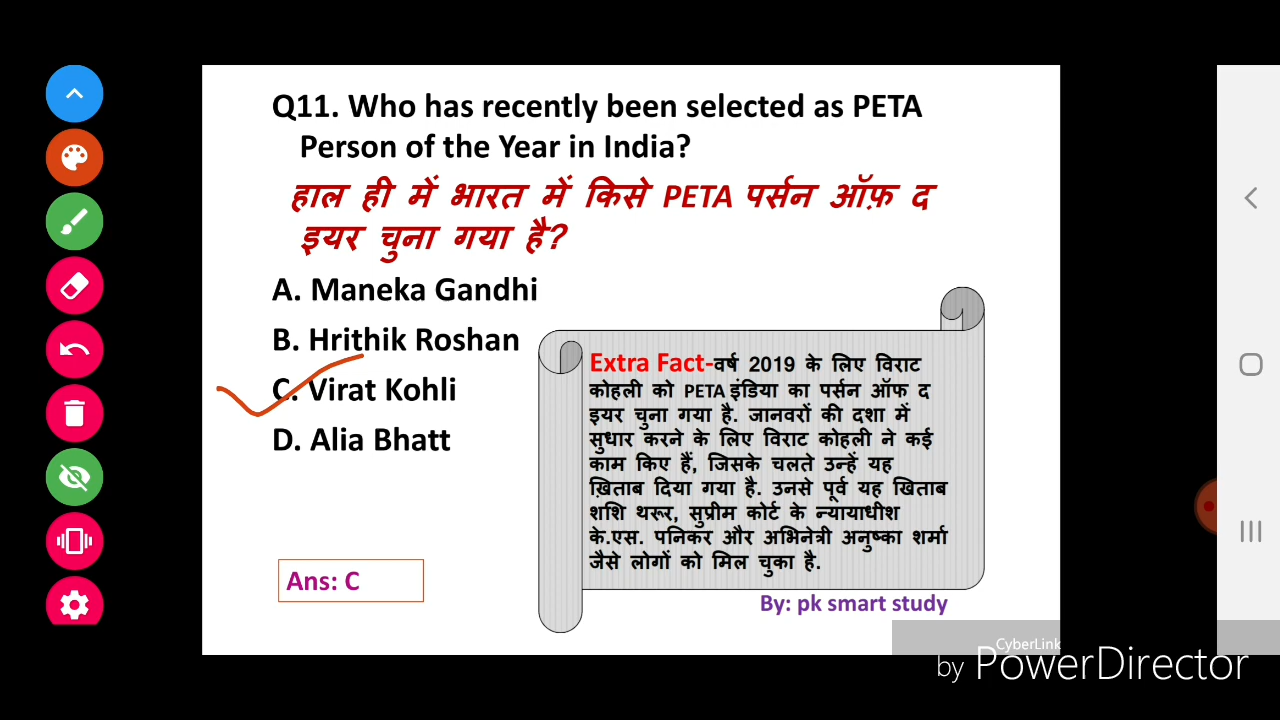 Q11. Who has recently been selected as PETA
Person of the Year in India?
हाल ही में भारत में किसे PETA पर्सन ऑफ़ द
इयर चुना गया है?
A. Maneka Gandhi
B. Hrithik Roshan
C. Virat Kohli
D. Alia Bhatt
Extra Fact-वर्ष 2019 के लिए विराट
कोहली को PETA इंडिया का पर्सन ऑफ द
इयर चुना गया है. जानवरों की दशा में
सुधार करने के लिए विराट कोहली ने कई
काम किए हैं, जिसके चलते उन्हें यह
ख़िताब दिया गया है. उनसे पूर्व यह खिताब
शशि थरूर, सुप्रीम कोर्ट के न्यायाधीश
के.एस. पनिकर और अभिनेत्री अनुष्का शर्मा
जैसे लोगों को मिल चुका है.
Ans: C
By: pk smart study
CyberLink
by PowerDirector